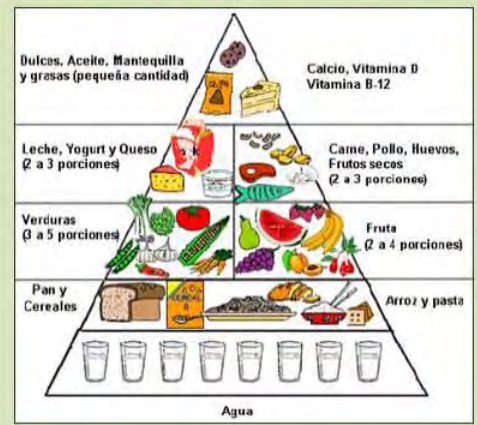 Dulces, Aceite, Mantequilla
y grasas (pequeña cantidad)
Calcio, Vitamina D
Vitamina B-12
Leche, Yogurt y Queso
(2 a 3 porciones)
Carne, Pollo, Huevos,
Frutos secos
(2 a 3 porciones)
Verduras
(3 a 5 porciones)
Fruta
(2 a 4 porciones)
Pan y
Cereales
CEREAL
Arroz y pasta
Agua